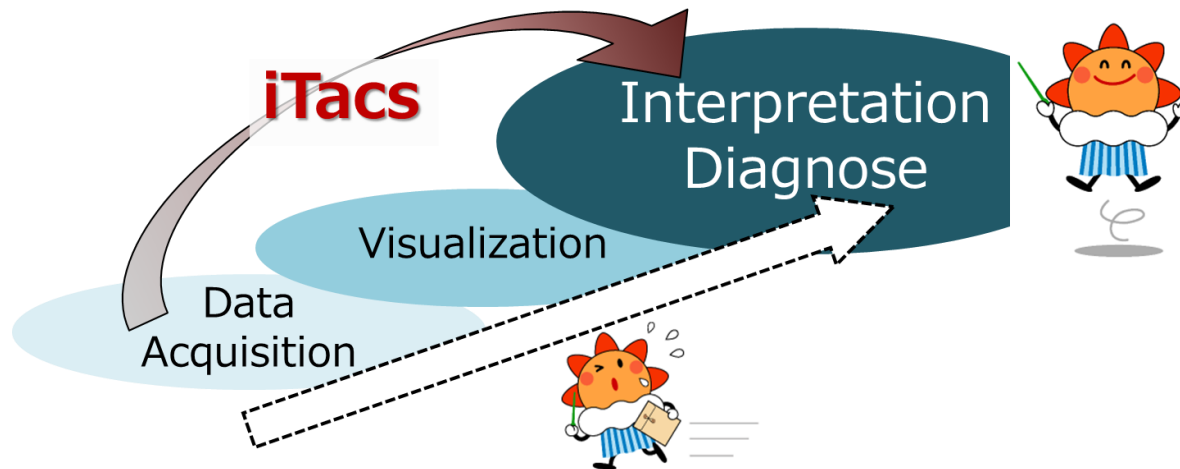 iTacs
Interpretation
Diagnose
Visualization
Data
Acquisition